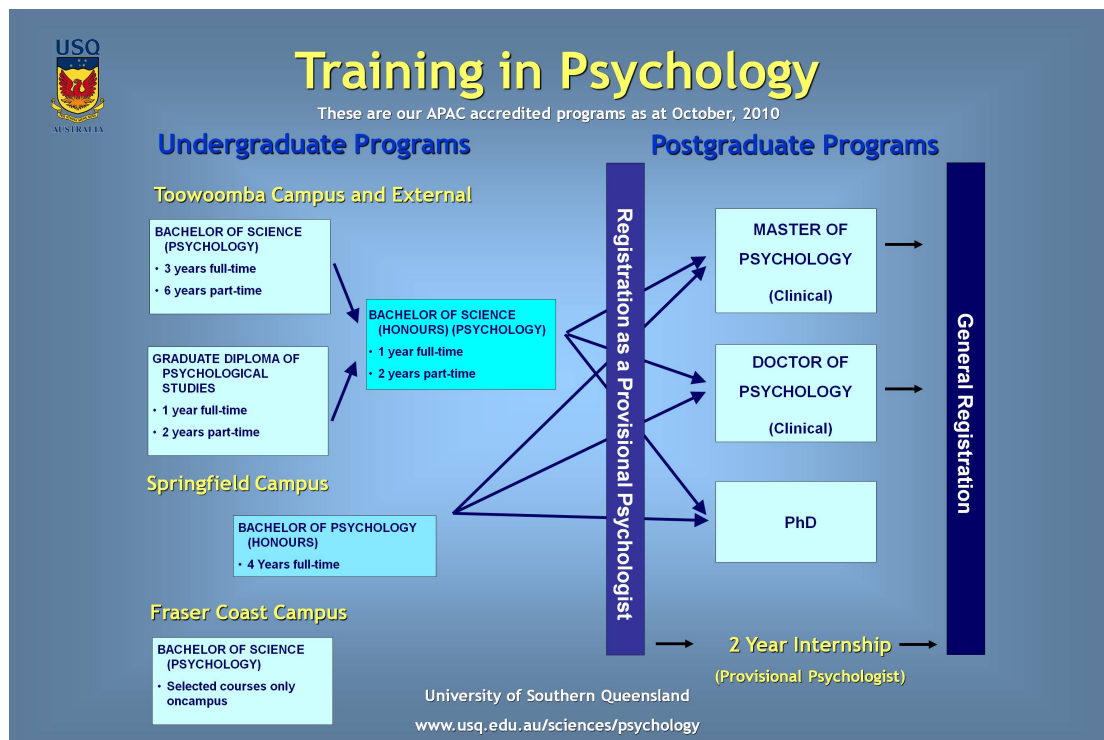 USQ
AUSTRALIA
Training in Psychology
These are our APAC accredited programs as at October, 2010
Undergraduate Programs
Toowoomba Campus and External
BACHELOR OF SCIENCE
(PSYCHOLOGY)
• 3 years full-time
• 6 years part-time
GRADUATE DIPLOMA OF
PSYCHOLOGICAL
STUDIES
• 1 year full-time
• 2 years part-time
BACHELOR OF SCIENCE
(HONOURS) (PSYCHOLOGY)
• 1 year full-time
• 2 years part-time
Springfield Campus
BACHELOR OF PSYCHOLOGY
(HONOURS)
• 4 Years full-time
Fraser Coast Campus
BACHELOR OF SCIENCE
(PSYCHOLOGY)
• Selected courses only
oncampus
Registration as a Provisional Psychologist
Postgraduate Programs
MASTER OF
PSYCHOLOGY
(Clinical)
DOCTOR OF
PSYCHOLOGY
(Clinical)
PhD
2 Year Internship
(Provisional Psychologist)
General Registration
University of Southern Queensland
www.usq.edu.au/sciences/psychology